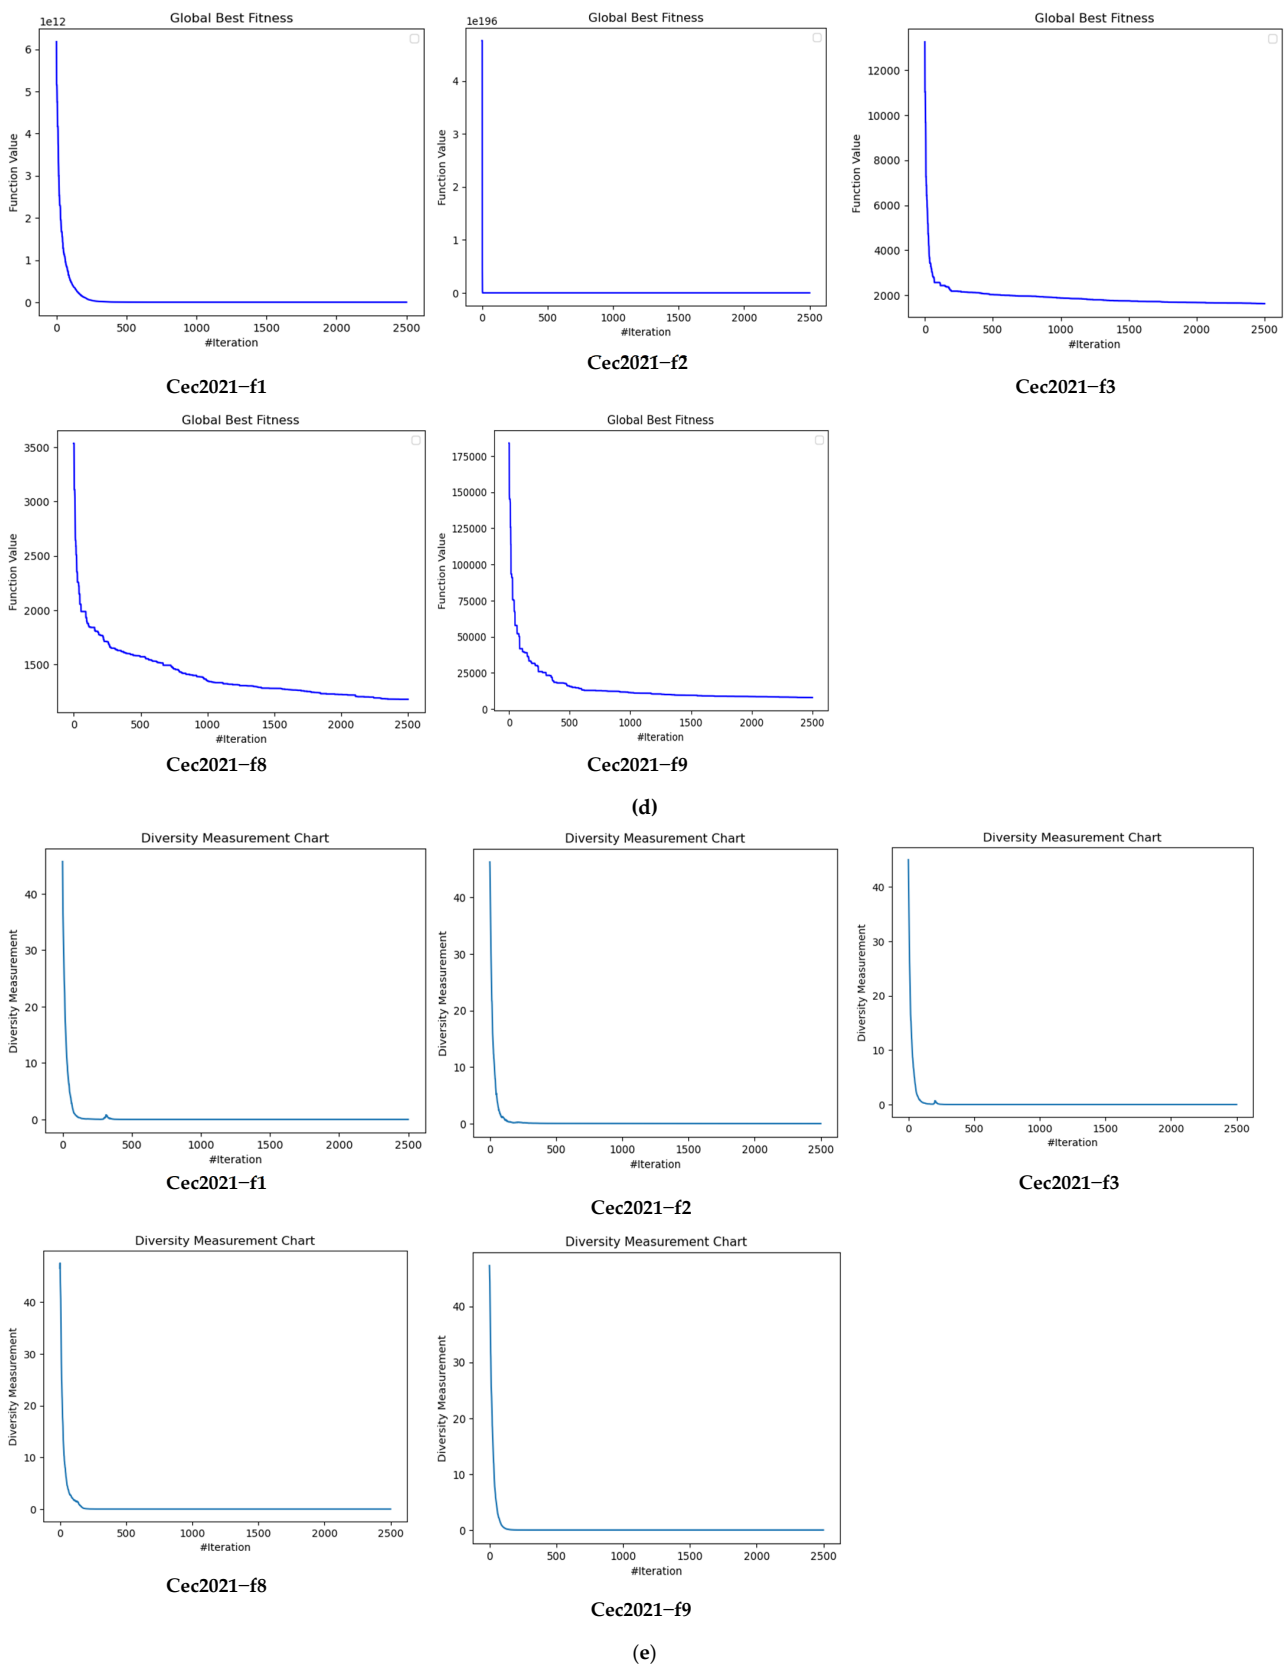 Global Best Fitness
1e12
Function Value
6
5
4
3
2
1
0
0 500 1000 1500 2000 2500
#Iteration
Cec2021−f1
Global Best Fitness
1e196
Function Value
4
3
2
1
0
0 500 1000 1500 2000 2500
#Iteration
Cec2021−f2
Global Best Fitness
Function Value
12000
10000
8000
6000
4000
2000
0 500 1000 1500 2000 2500
#Iteration
Cec2021−f3
Global Best Fitness
Function Value
3500
3000
2500
2000
1500
0 500 1000 1500 2000 2500
#Iteration
Cec2021−f8
Global Best Fitness
Function Value
175000
150000
125000
100000
75000
50000
25000
0
0 500 1000 1500 2000 2500
#Iteration
Cec2021−f9
(d)
Diversity Measurement Chart
Diversity Measurement
40
30
20
10
0
0 500 1000 1500 2000 2500
#Iteration
Cec2021−f1
Diversity Measurement Chart
Diversity Measurement
40
30
20
10
0
0 500 1000 1500 2000 2500
#Iteration
Cec2021−f2
Diversity Measurement Chart
Diversity Measurement
40
30
20
10
0
0 500 1000 1500 2000 2500
#Iteration
Cec2021−f3
Diversity Measurement Chart
Diversity Measurement
40
30
20
10
0
0 500 1000 1500 2000 2500
#Iteration
Cec2021−f8
Diversity Measurement Chart
Diversity Measurement
40
30
20
10
0
0 500 1000 1500 2000 2500
#Iteration
Cec2021−f9
(e)